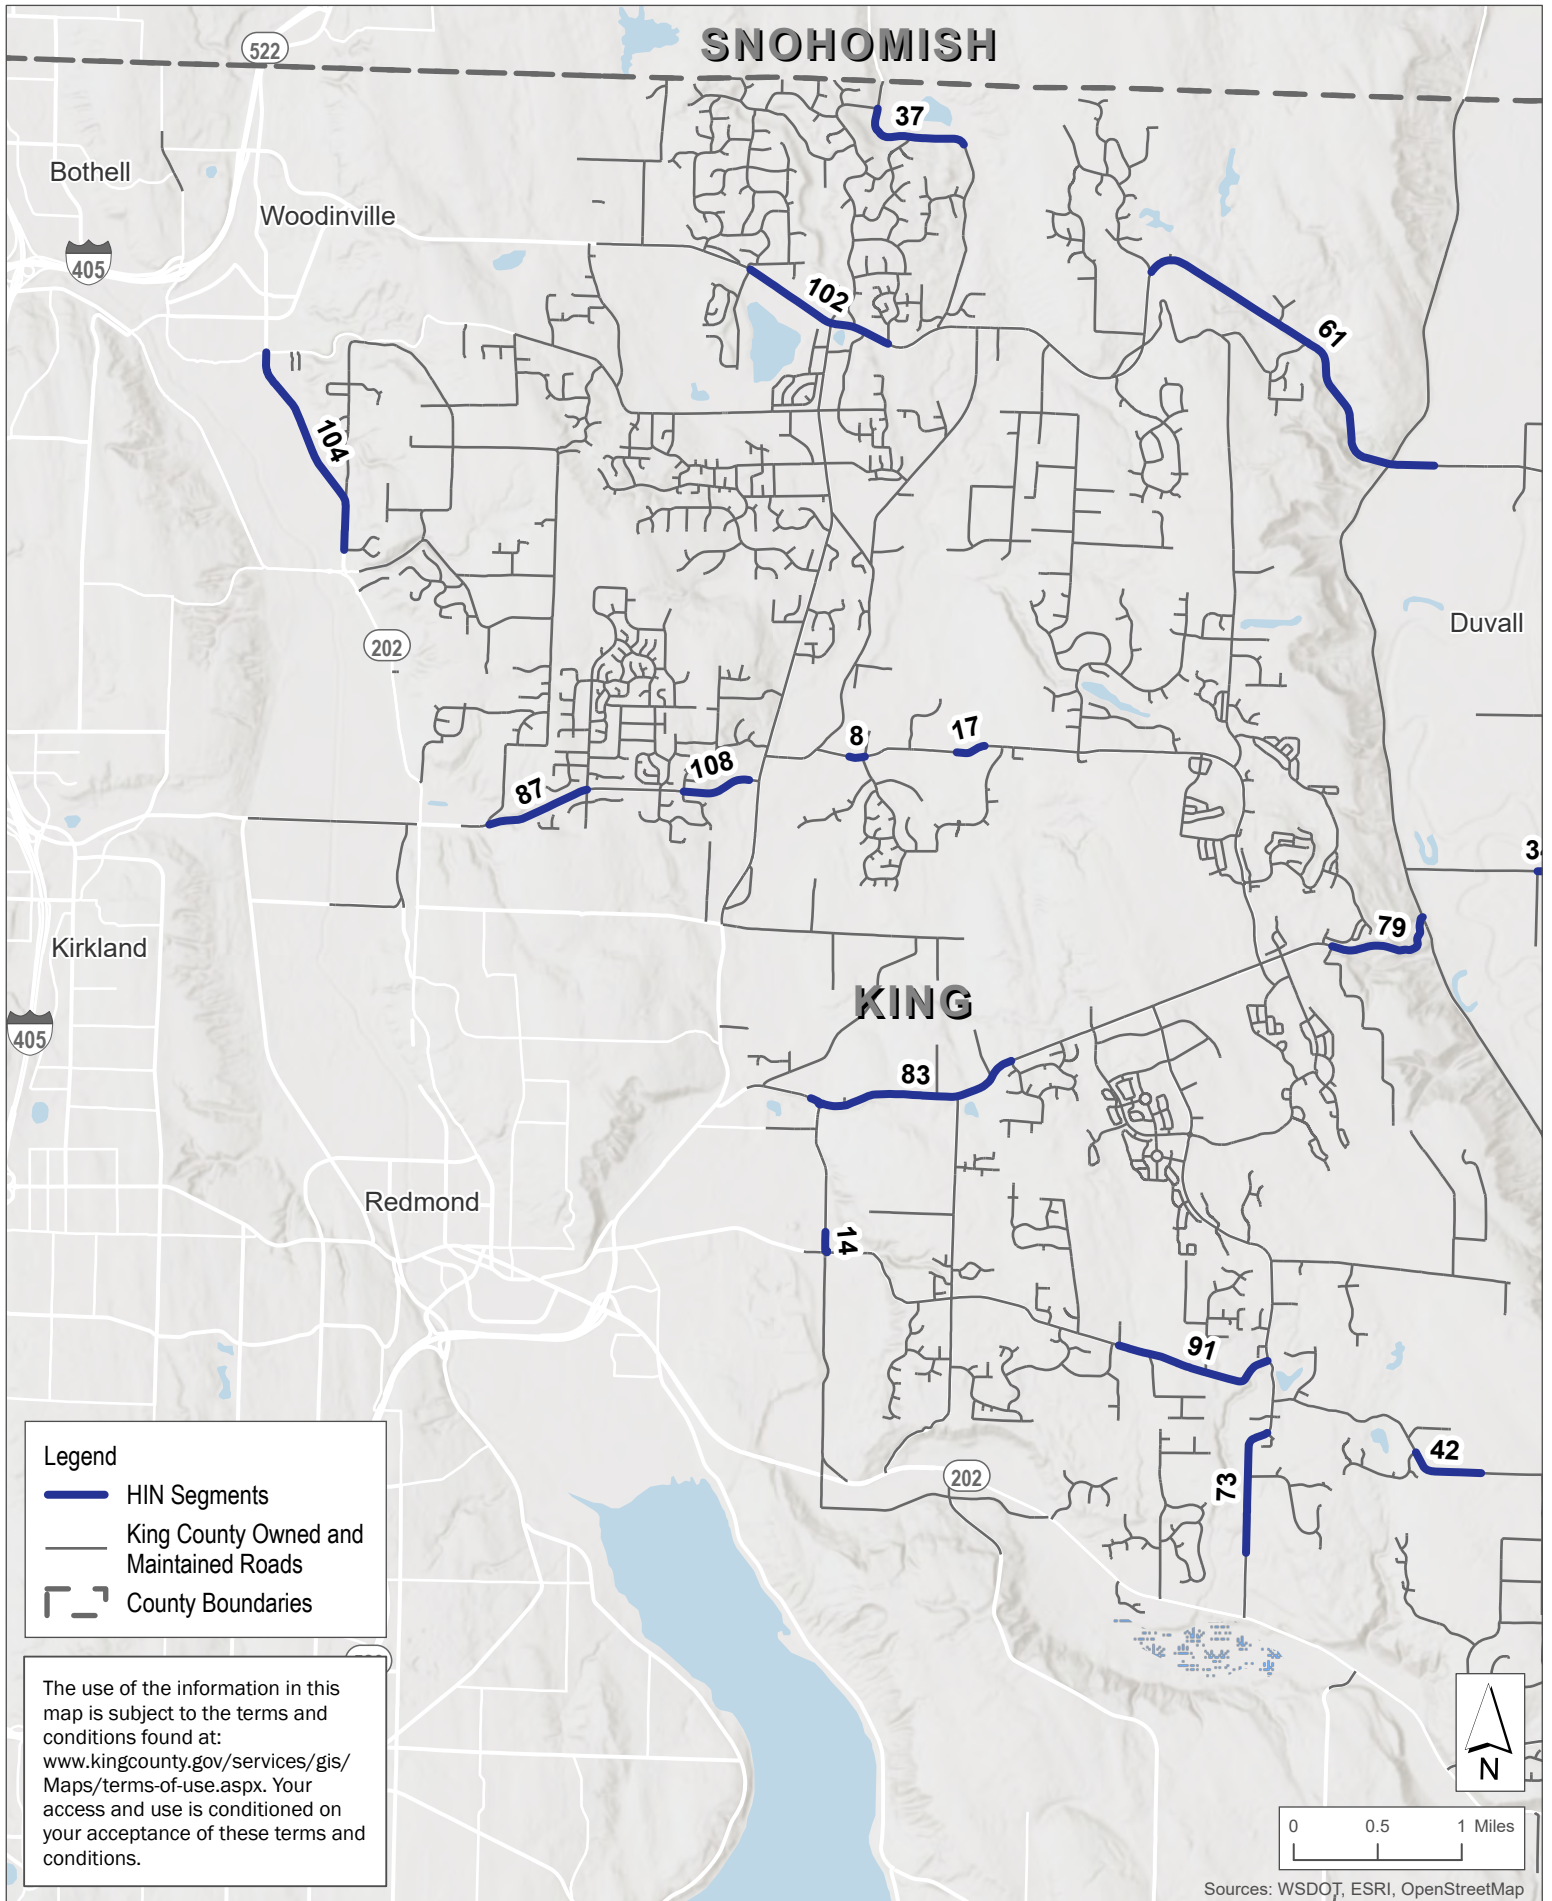 SNOHOMISH
522
37
Bothell
Woodinville
405
102
61
104
Duvall
202
8
17
108
87
34
79
Kirkland
KING
405
83
Redmond
14
91
42
73
202
Legend
HIN Segments
King County Owned and
Maintained Roads
County Boundaries
The use of the information in this
map is subject to the terms and
conditions found at:
www.kingcounty.gov/services/gis/
Maps/terms-of-use.aspx. Your
access and use is conditioned on
your acceptance of these terms and
conditions.
N
0 0.5 1 Miles
Sources: WSDOT, ESRI, OpenStreetMap